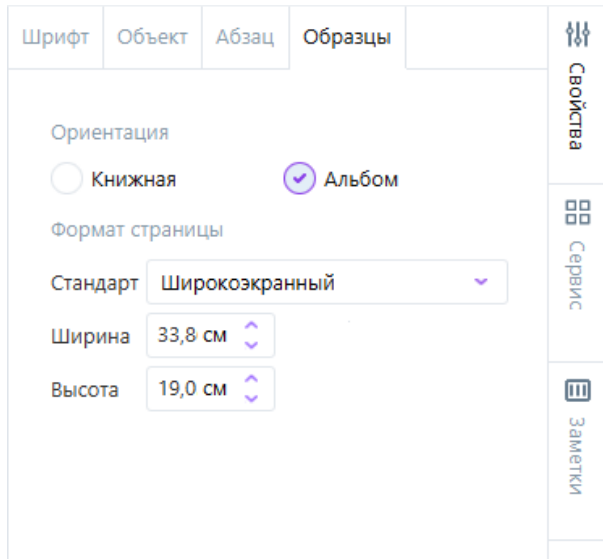 Шрифт Объект Абзац Образцы
Ориентация
Книжная Альбом
Формат страницы
Стандарт Широкоэкранный
Ширина 33,8 см
Высота 19,0 см
Свойства
Сервис
Заметки